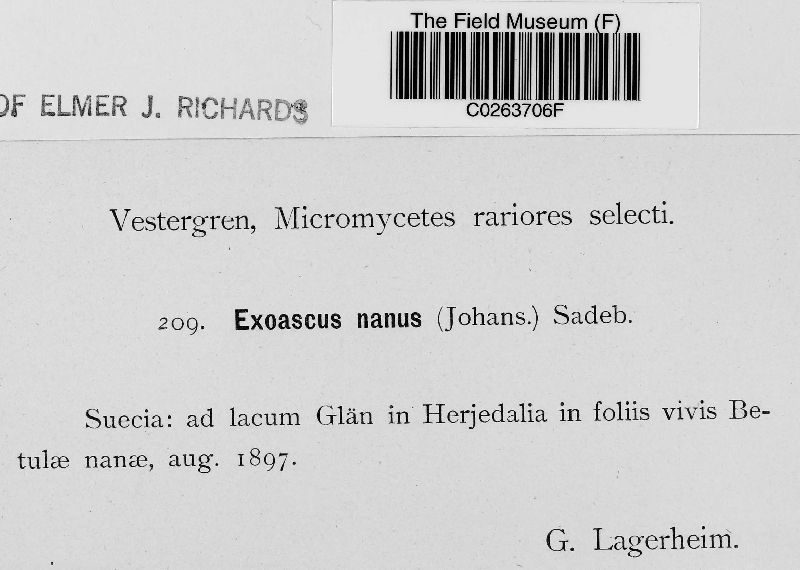 The Field Museum (F)
C0263706F
OF ELMER J. RICHARDS
Vestergren, Micromycetes rariores selecti.
209. Exoascus nanus (Johans.) Sadeb.
Suecia: ad lacum Glän in Herjedalia in foliis vivis Be-
tulæ nanæ, aug. 1897.
G. Lagerheim.